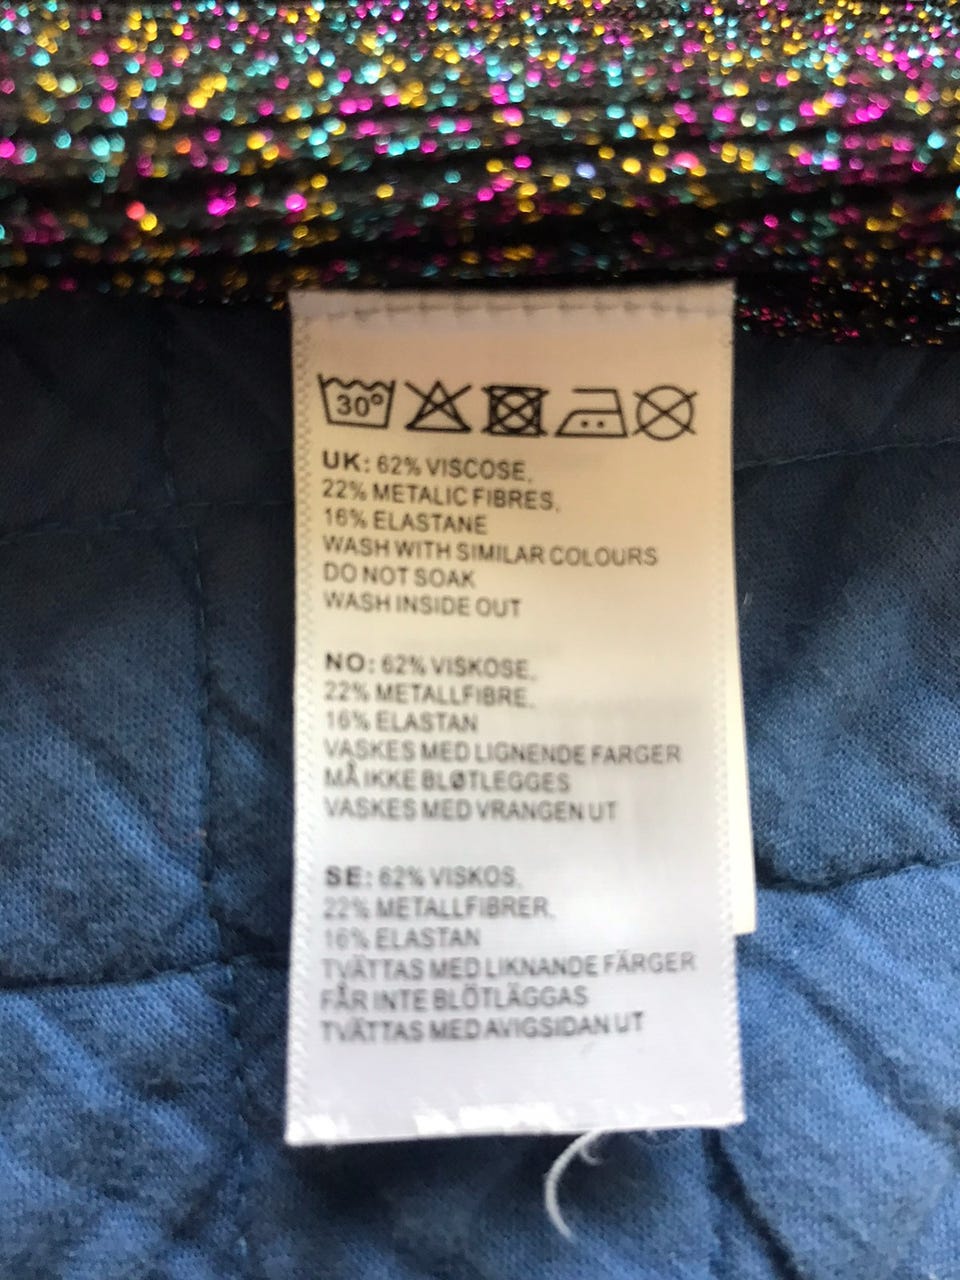 30°
UK: 62% VISCOSE,
22% METALIC FIBRES,
16% ELASTANE
WASH WITH SIMILAR COLOURS
DO NOT SOAK
WASH INSIDE OUT
NO: 62% VISKOSE,
22% METALLFIBRE,
16% ELASTAN
VASKES MED LIGNENDE FARGER
MÅ IKKE BLØTLEGGES
VASKES MED VRANGEN UT
SE: 62% VISKOS,
22% METALLFIBRER,
16% ELASTAN
TVÄTTAS MED LIKNANDE FÄRGER
FÅR INTE BLÖTLÄGGAS
TVÄTTAS MED AVIGSIDAN UT